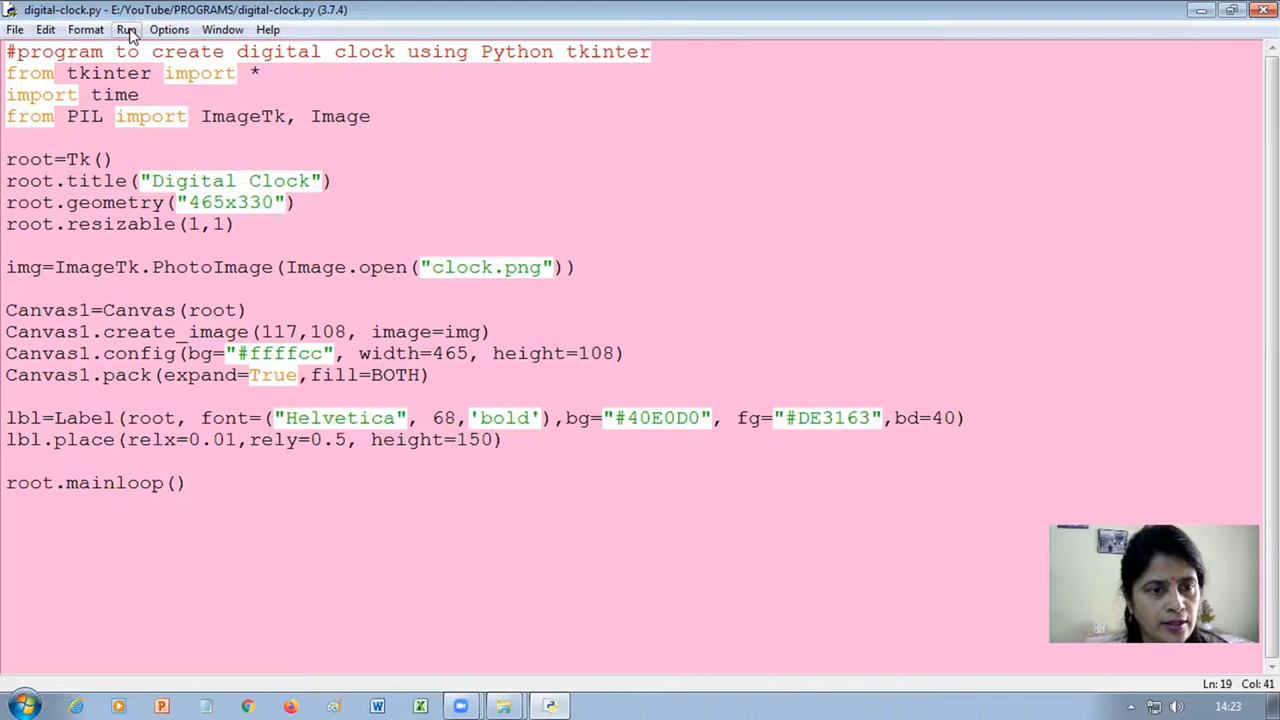 digital-clock.py - E:/YouTube/PROGRAMS/digital-clock.py (3.7.4)
File Edit Format Run Options Window Help
#program to create digital clock using Python tkinter
from tkinter import *
import time
from PIL import ImageTk, Image
root=Tk()
root.title("Digital Clock")
root.geometry("465x330")
root.resizable(1,1)
img=ImageTk.PhotoImage(Image.open("clock.png"))
Canvas1=Canvas(root)
Canvas1.create_image(117,108, image=img)
Canvas1.config(bg="#ffffcc", width=465, height=108)
Canvas1.pack(expand=True,fill=BOTH)
lbl=Label(root, font=("Helvetica", 68,'bold'),bg="#40E0D0", fg="#DE3163",bd=40)
lbl.place(relx=0.01,rely=0.5, height=150)
root.mainloop()
Ln: 19 Col: 41
14:23